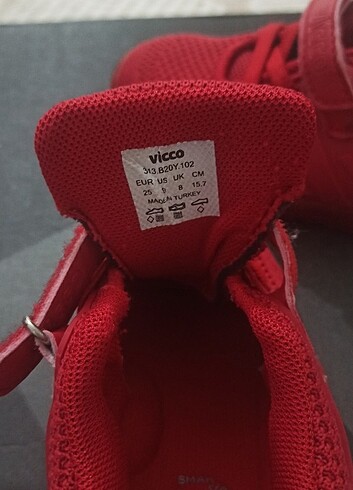 vicco
313.B20Y.102
EUR US UK CM
25 9 8 15.7
MADE IN TURKEY